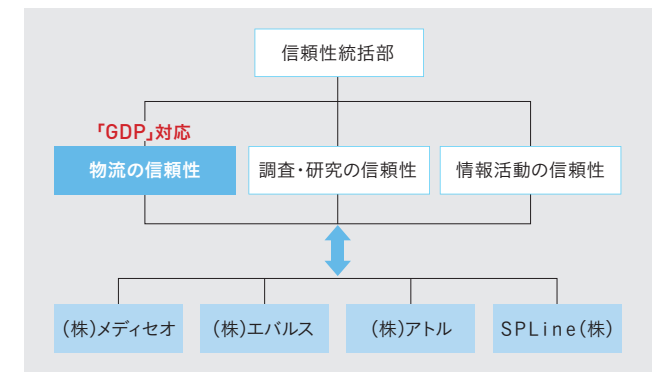 信頼性統括部
「GDP」対応
物流の信頼性
調査・研究の信頼性
情報活動の信頼性
(株)メディセオ
(株)エバルス
(株)アトル
SPLine(株)